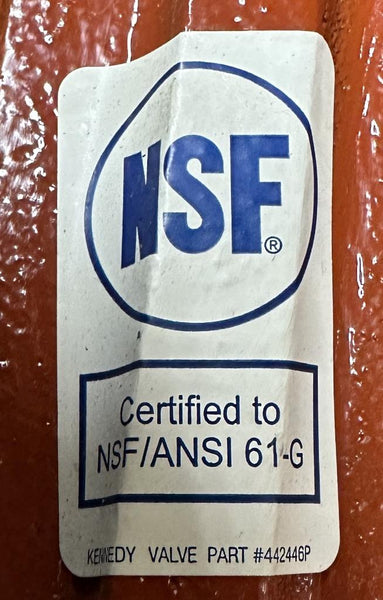 NSF®
Certified to
NSF/ANSI 61-G
KENNEDY VALVE PART #442446P